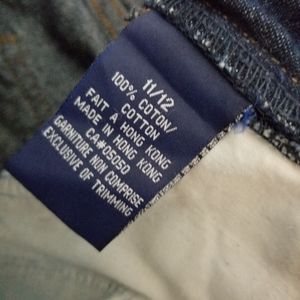 11/12
100% COTON/
COTTON
FAIT A HONG KONG
MADE IN HONG KONG
CA#05050
GARNITURE NON COMPRISE
EXCLUSIVE OF TRIMMING